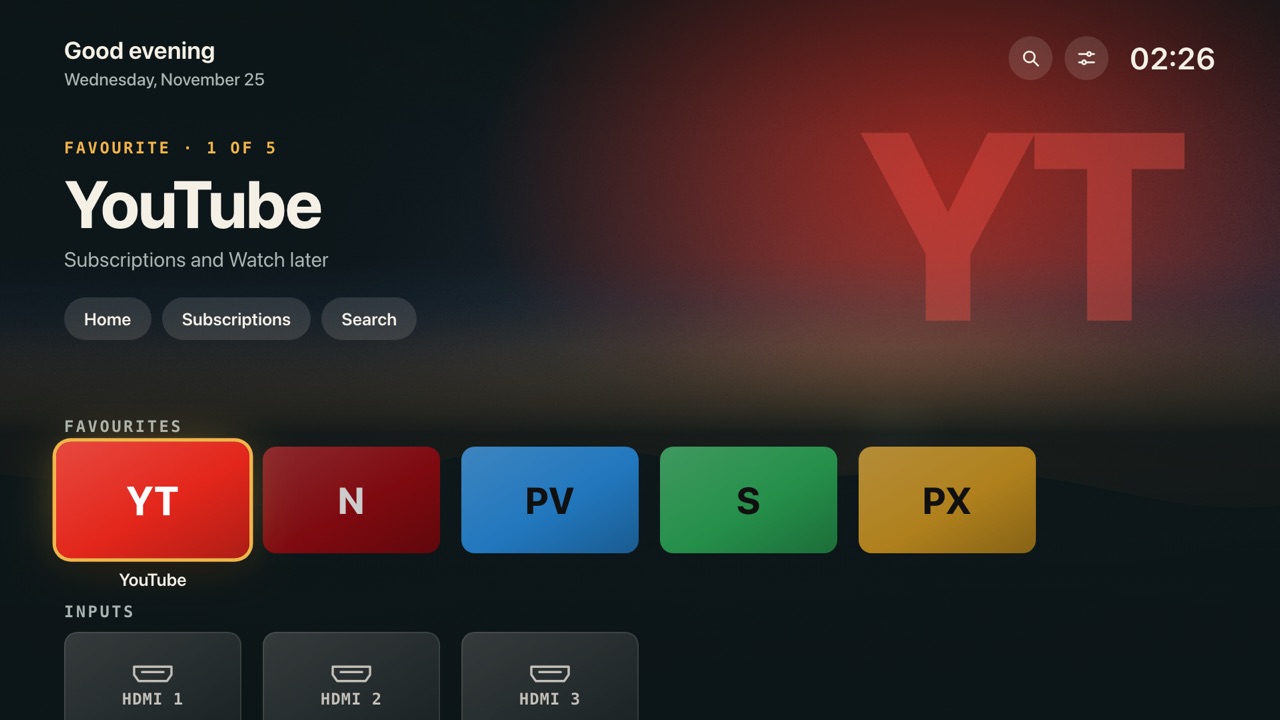 Good evening
Wednesday, November 25
02:26
FAVOURITE · 1 OF 5
YouTube
Subscriptions and Watch later
YT
Home
Subscriptions
Search
FAVOURITES
YT
N
PV
S
PX
YouTube
INPUTS
HDMI 1
HDMI 2
HDMI 3